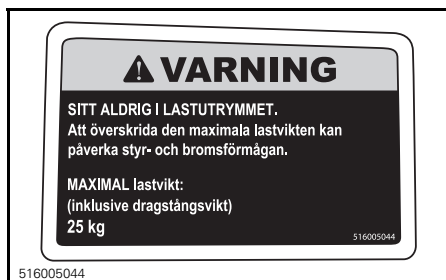 VARNING
SITT ALDRIG I LASTUTRYMMET.
Att överskrida den maximala lastvikten kan
påverka styr- och bromsförmågan.
MAXIMAL lastvikt:
(inklusive dragstångsvikt)
25 kg
516005044
516005044